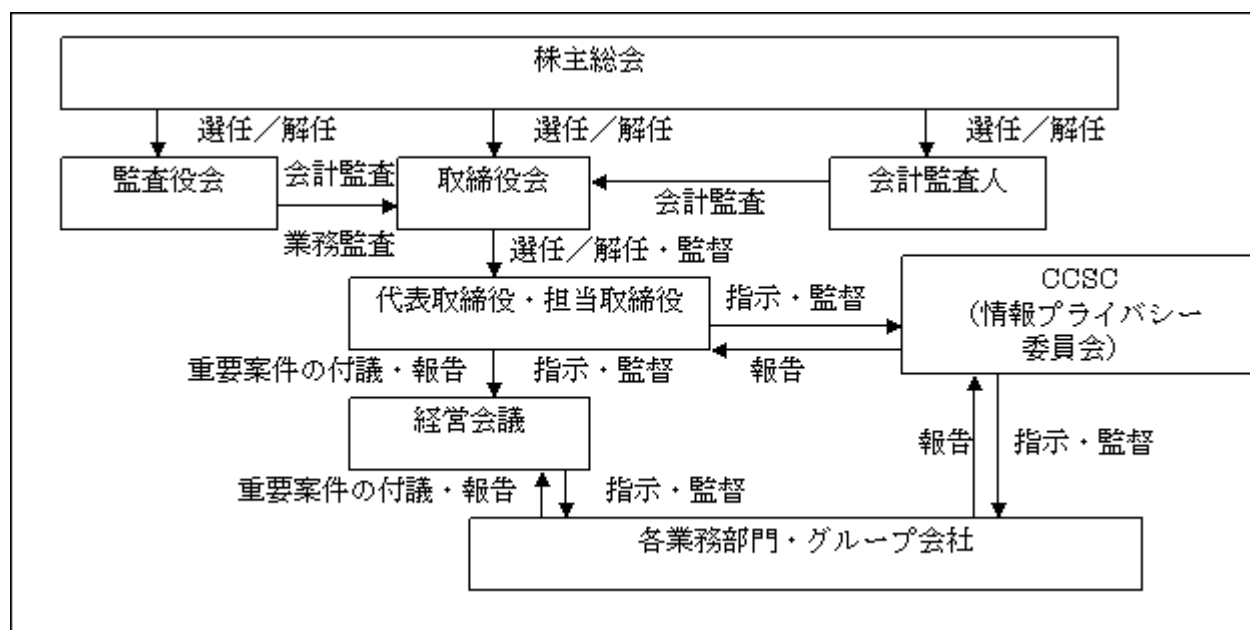 株主総会
選任／解任
選任／解任
選任／解任
監査役会
会計監査
取締役会
会計監査
会計監査人
業務監査
選任／解任・監督
代表取締役・担当取締役
指示・監督
CCSC
（情報プライバシー
委員会）
重要案件の付議・報告
指示・監督
報告
経営会議
報告
指示・監督
重要案件の付議・報告
指示・監督
各業務部門・グループ会社